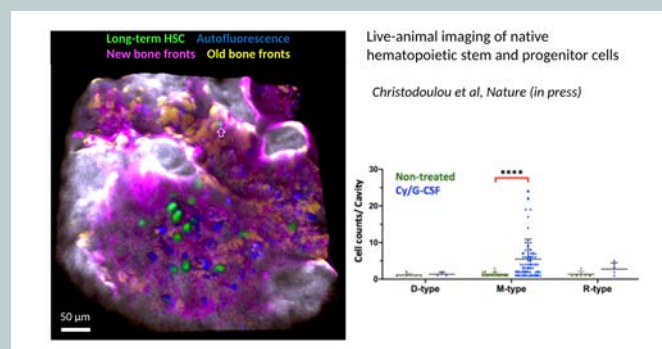 Long-term HSC Autofluorescence
New bone fronts Old bone fronts
50 µm
Live-animal imaging of native
hematopoietic stem and progenitor cells
Christodoulou et al, Nature (in press)
Cell counts/ Cavity
30
20
10
0
Non-treated
Cy/G-CSF
****
D-type M-type R-type